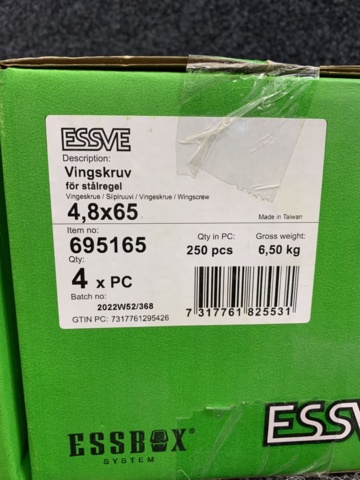 ESSVE
Description:
Vingskruv
för stålregel
Vingeskrue / Siipiruuvi / Vingeskrue / Wingscrew
4,8x65
Made in Taiwan
Item no:
695165
Qty in PC:
250 pcs
Gross weight:
6,50 kg
Qty:
4 x PC
Batch no:
2022W52/368
GTIN PC: 7317761295426
7 317761 825531
ESSBOX
SYSTEM
ESSVE